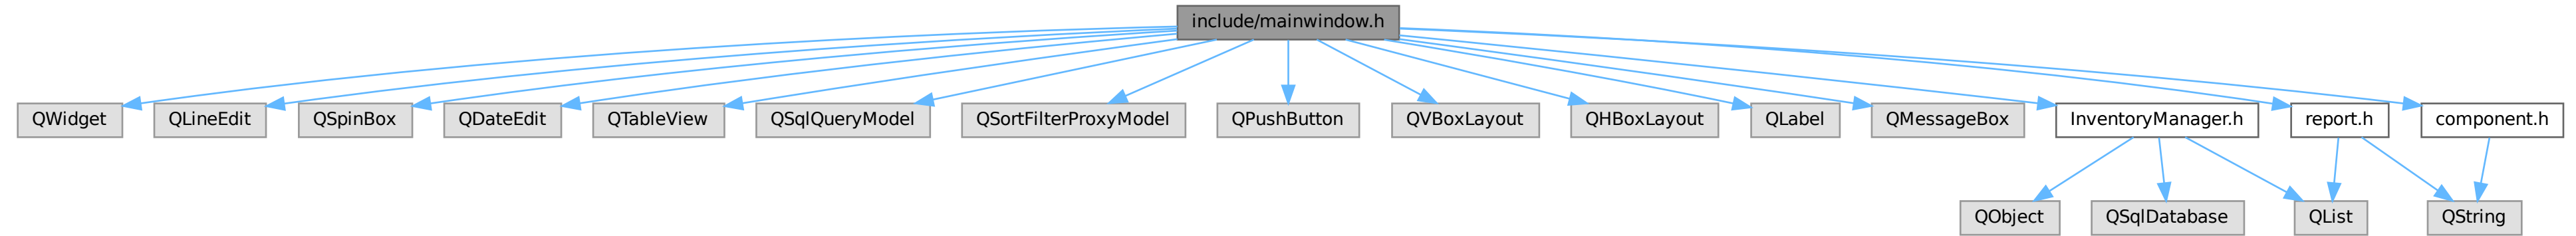 include/mainwindow.h
QWidget
QLineEdit
QSpinBox
QDateEdit
QTableView
QSqlQueryModel
QSortFilterProxyModel
QPushButton
QVBoxLayout
QHBoxLayout
QLabel
QMessageBox
InventoryManager.h
report.h
component.h
QObject
QSqlDatabase
QList
QString